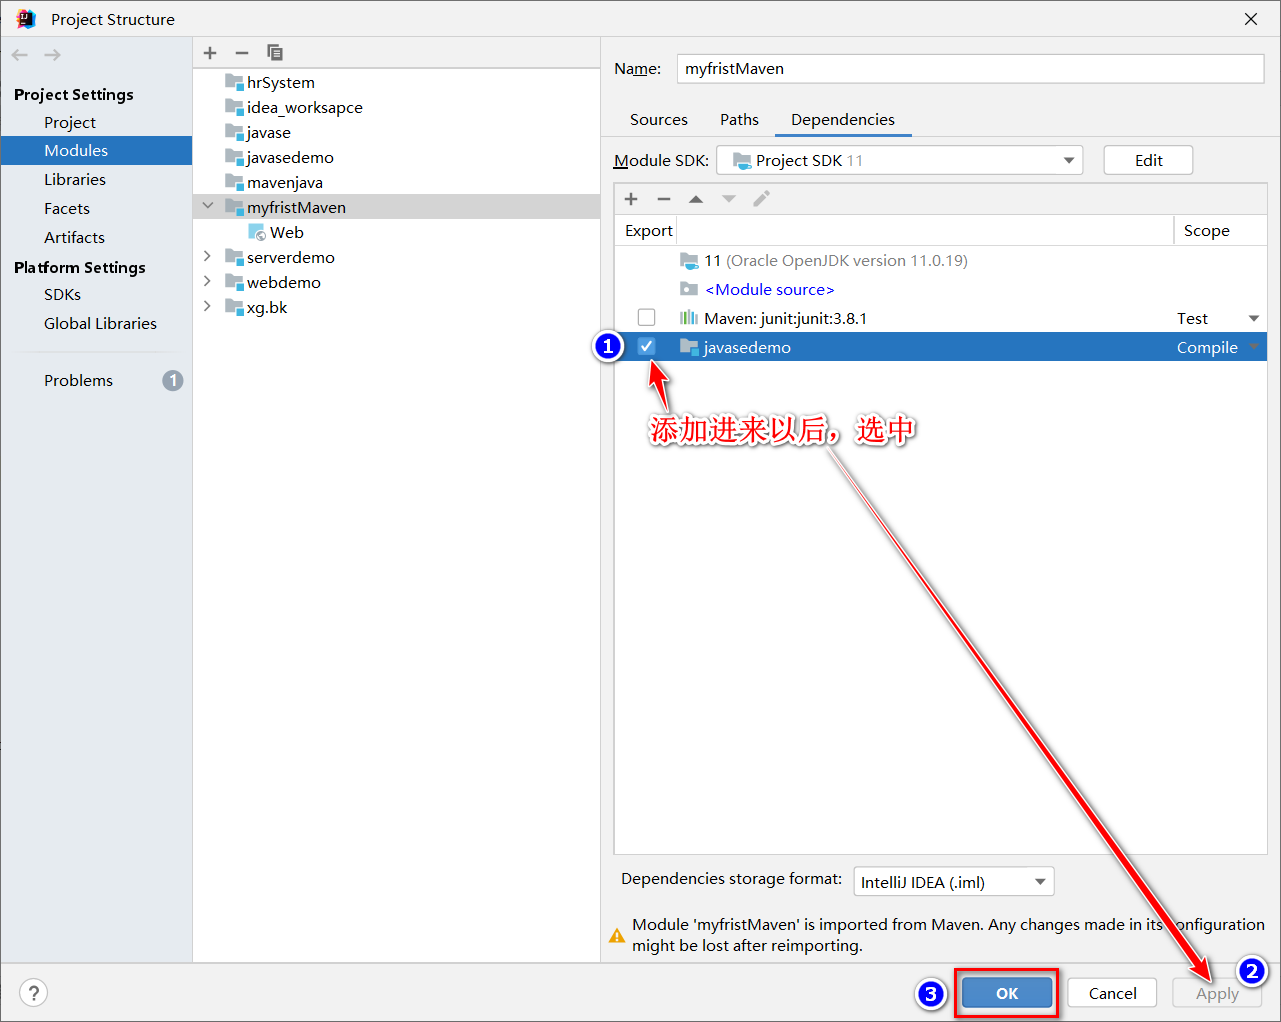 Project Structure
Project Settings
Project
Modules
Libraries
Facets
Artifacts
Platform Settings
SDKs
Global Libraries
Problems
1
hrSystem
idea_worksapce
javase
javasedemo
mavenjava
myfristMaven
Web
serverdemo
webdemo
xg.bk
Name: myfristMaven
Sources Paths Dependencies
Module SDK: Project SDK 11 Edit
Export Scope
11 (Oracle OpenJDK version 11.0.19)
<Module source>
Maven: junit:junit:3.8.1 Test
1 javasedemo Compile
添加进来以后，选中
Dependencies storage format: IntelliJ IDEA (.iml)
Module 'myfristMaven' is imported from Maven. Any changes made in its configuration
might be lost after reimporting.
? 3 OK Cancel Apply 2